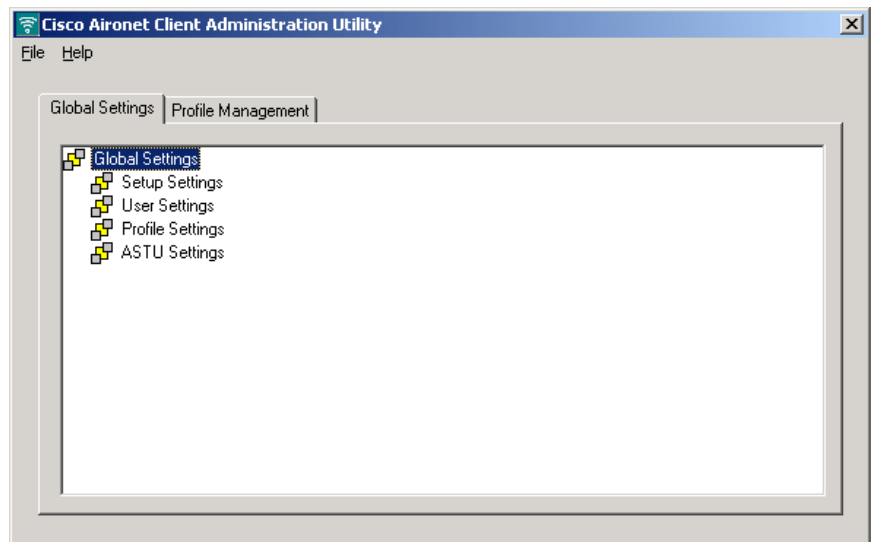 Cisco Aironet Client Administration Utility
File Help
Global Settings Profile Management
Global Settings
Setup Settings
User Settings
Profile Settings
ASTU Settings